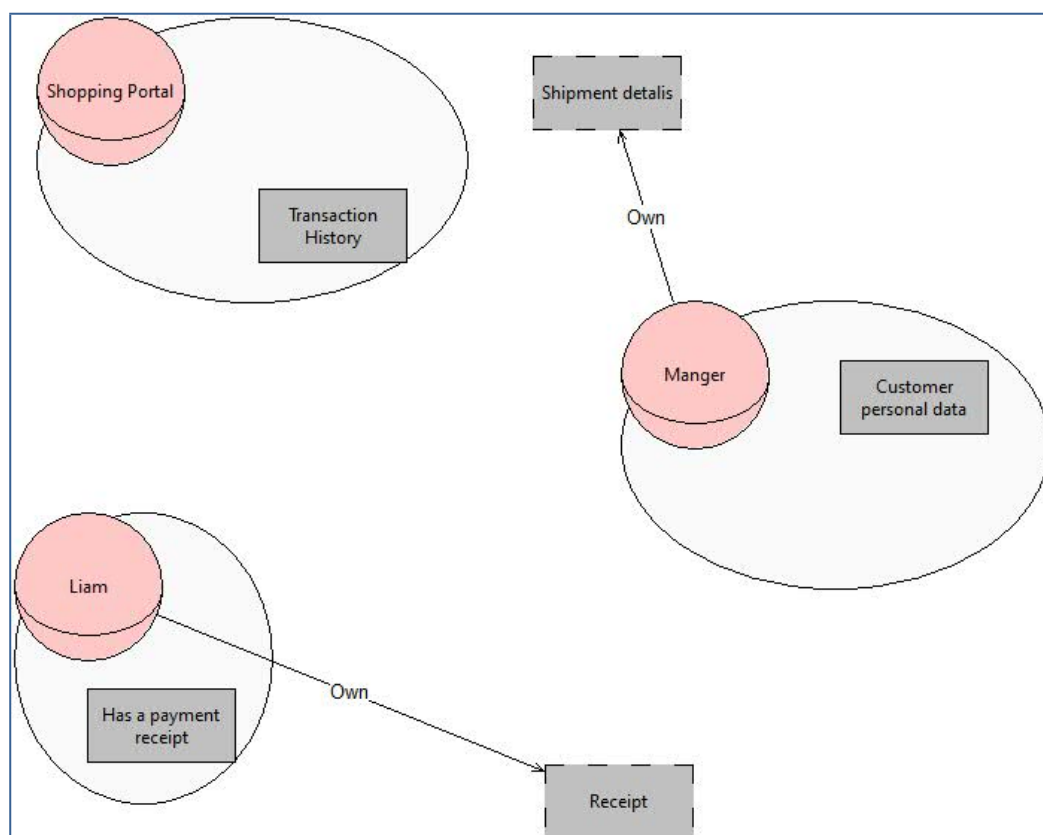 Shopping Portal
Shipment detalis
Transaction
History
Own
Manger
Customer
personal data
Liam
Own
Has a payment
receipt
Receipt